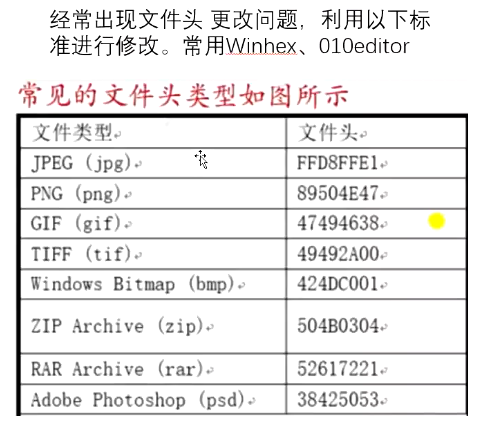 经常出现文件头 更改问题，利用以下标
准进行修改。常用Winhex、010editor
常见的文件头类型如图所示
文件类型 文件头
JPEG (jpg) FFD8FFE1
PNG (png) 89504E47
GIF (gif) 47494638
TIFF (tif) 49492A00
Windows Bitmap (bmp) 424DC001
ZIP Archive (zip) 504B0304
RAR Archive (rar) 52617221
Adobe Photoshop (psd) 38425053